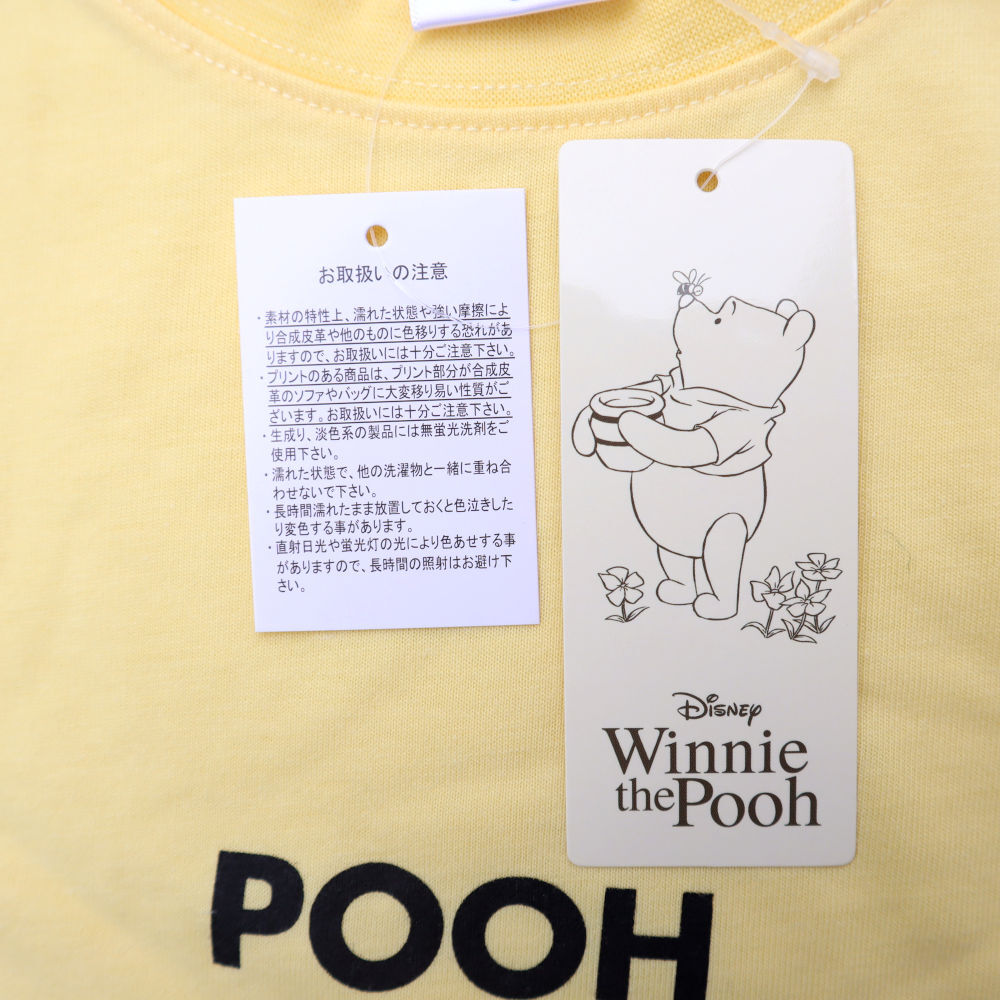 お取扱いの注意
・素材の特性上、濡れた状態や強い摩擦によ
り合成皮革や他のものに色移りする恐れがあ
りますので、お取扱いには十分ご注意下さい。
・プリントのある商品は、プリント部分が合成皮
革のソファやバッグに大変移り易い性質がご
ざいます。お取扱いには十分ご注意下さい。
・生成り、淡色系の製品には無蛍光洗剤をご
使用下さい。
・濡れた状態で、他の洗濯物と一緒に重ね合
わせないで下さい。
・長時間濡れたまま放置しておくと色泣きした
り変色する事があります。
・直射日光や蛍光灯の光により色あせする事
がありますので、長時間の照射はお避け下
さい。
Disney
Winnie
the Pooh
POOH